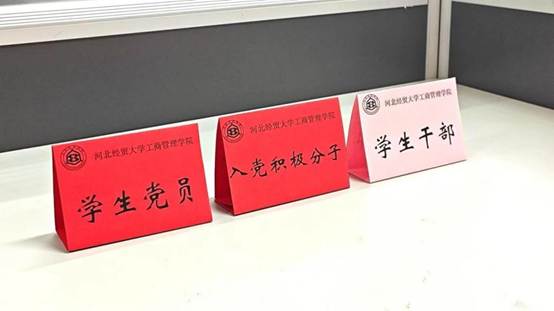 河北经贸大学工商管理学院
学生党员
河北经贸大学工商管理学院
入党积极分子
河北经贸大学工商管理学院
学生干部